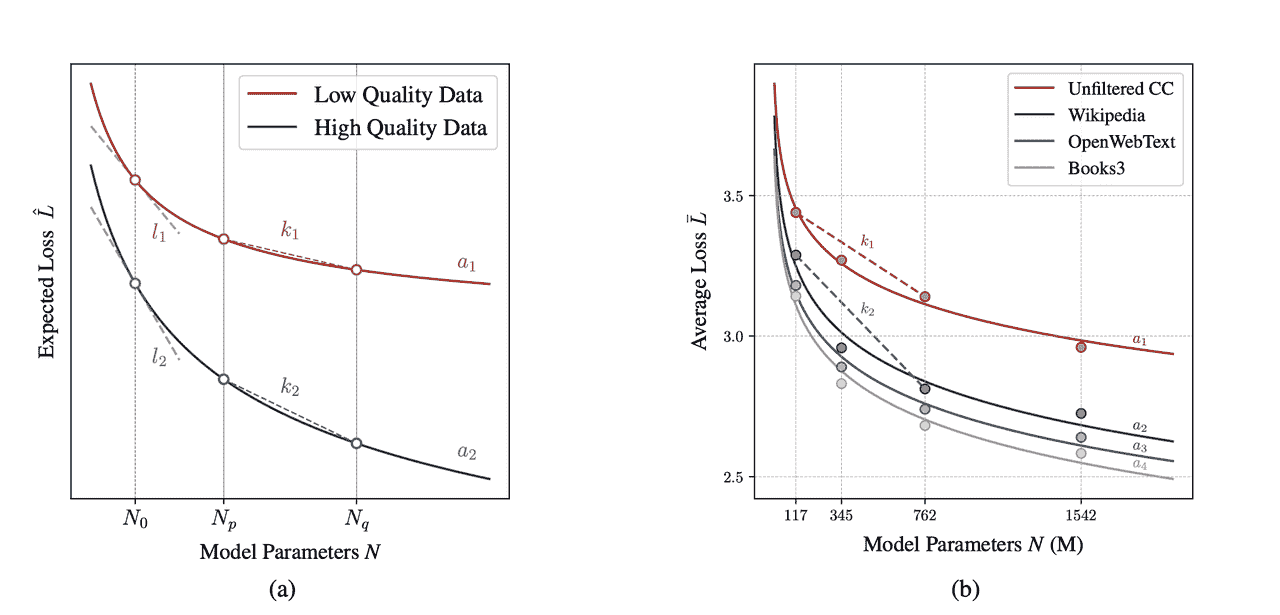 Low Quality Data
High Quality Data
Expected Loss L̂
l₁
k₁
a₁
l₂
k₂
a₂
N₀ Nₚ N_q
Model Parameters N
(a)
Unfiltered CC
Wikipedia
OpenWebText
Books3
Average Loss L̄
3.5
3.0
2.5
k₁
k₂
a₁
a₂
a₃
a₄
117 345 762 1542
Model Parameters N (M)
(b)